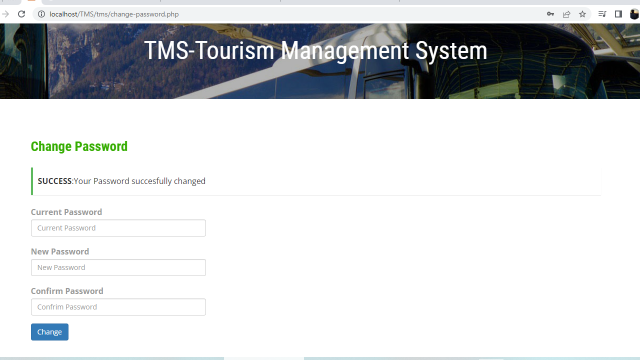 localhost/TMS/tms/change-password.php
TMS-Tourism Management System
Change Password
SUCCESS:Your Password succesfully changed
Current Password
Current Password
New Password
New Password
Confirm Password
Confrim Password
Change